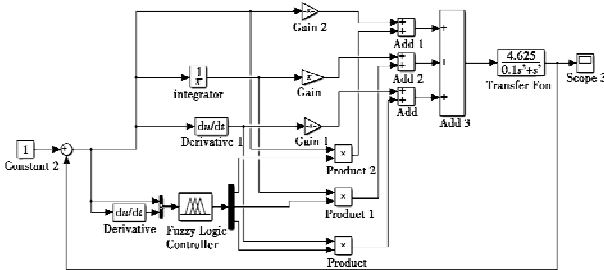 Gain 2
Add 1
4.625
0.1s²+s³
Transfer Fon
Scope 3
1
s
integrator
Gain
Add 2
du/dt
Derivative 1
Gain 1
Add
Add 3
1
Constant 2
×
Product 2
du/dt
Derivative
Fuzzy Logic
Controller
×
Product 1
×
Product